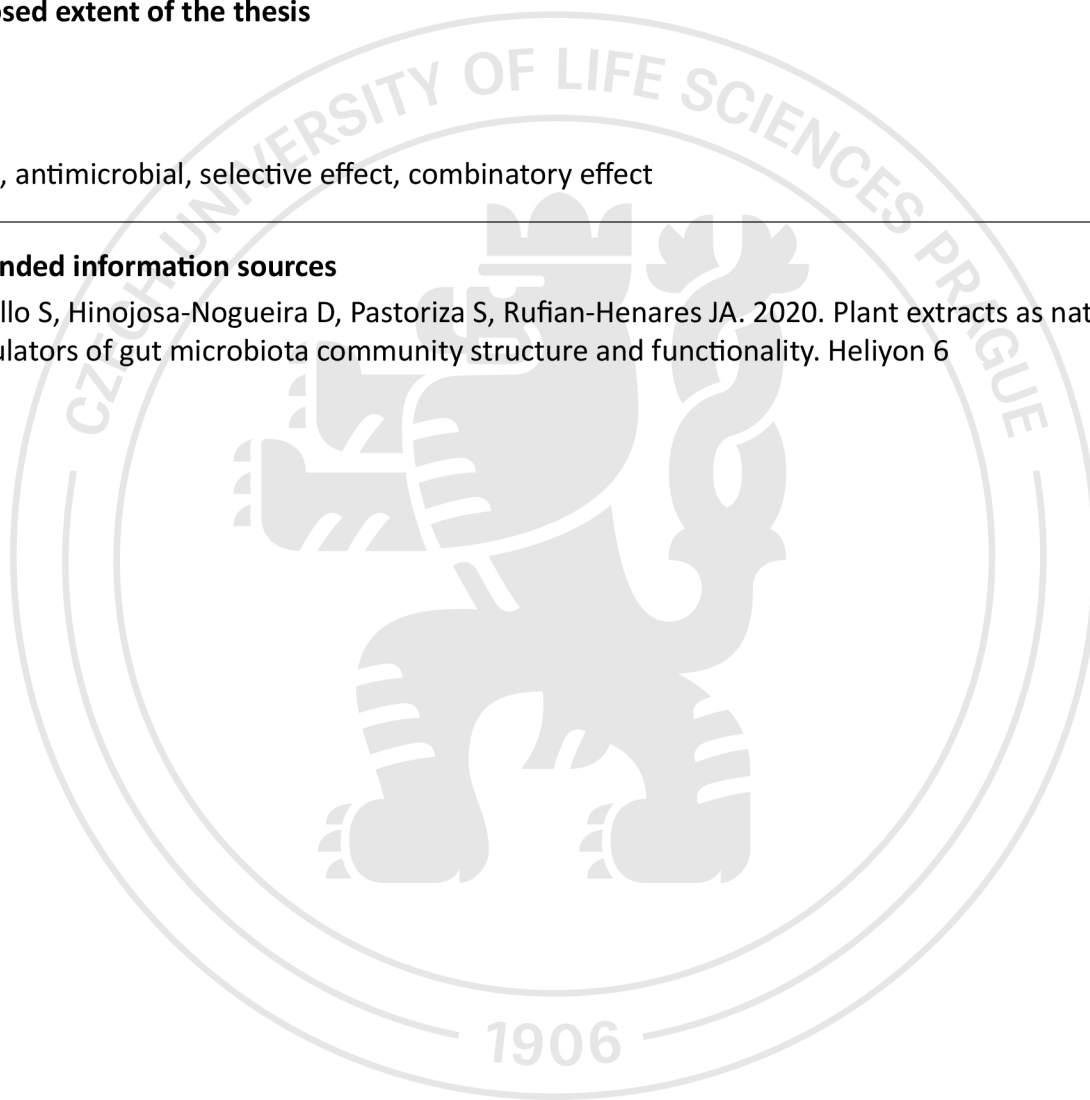 osed extent of the thesis
, antimicrobial, selective effect, combinatory effect
nded information sources
llo S, Hinojosa-Nogueira D, Pastoriza S, Rufian-Henares JA. 2020. Plant extracts as nat
ulators of gut microbiota community structure and functionality. Heliyon 6
CZECH UNIVERSITY OF LIFE SCIENCES PRAGUE
1906